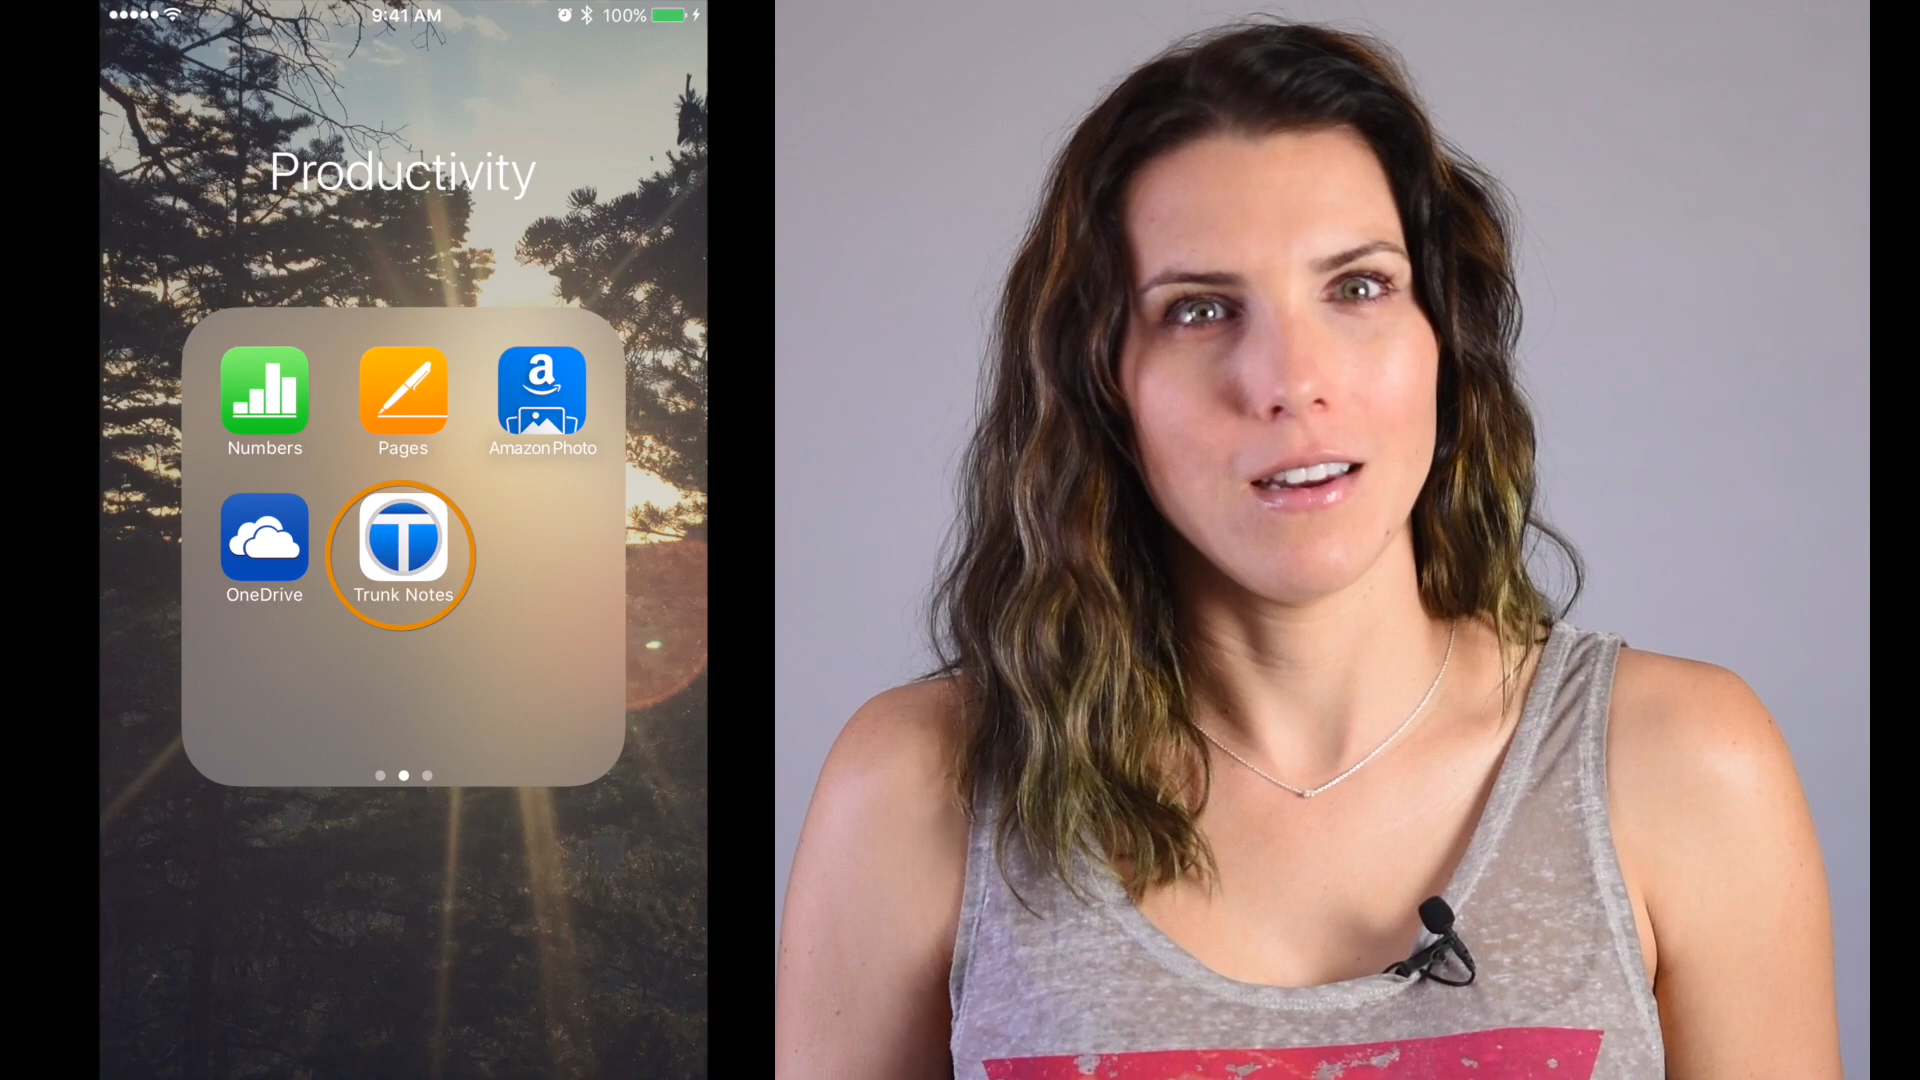 9:41 AM
100%
Productivity
a
Numbers
Pages
Amazon Photo
T
OneDrive
Trunk Notes